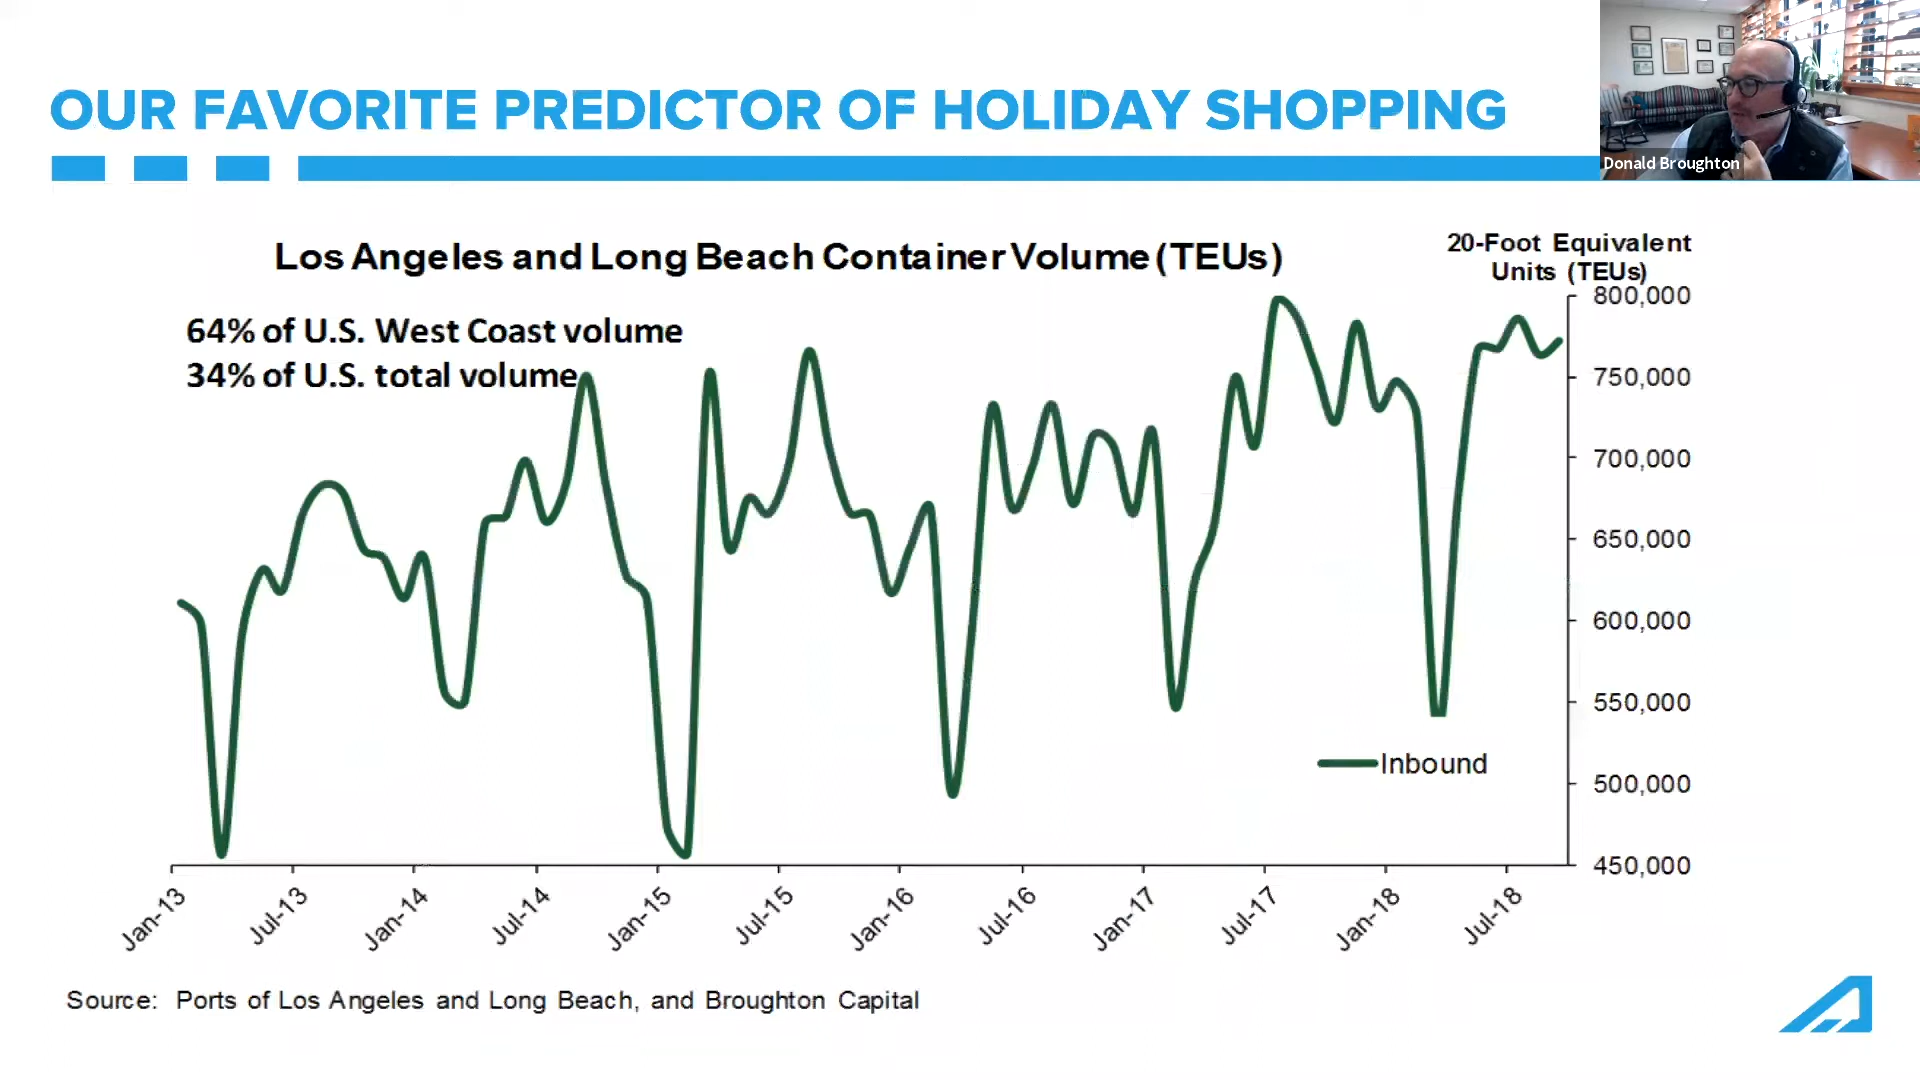 OUR FAVORITE PREDICTOR OF HOLIDAY SHOPPING
Donald Broughton
Los Angeles and Long Beach Container Volume (TEUs)
20-Foot Equivalent
Units (TEUs)
64% of U.S. West Coast volume
34% of U.S. total volume
800,000
750,000
700,000
650,000
600,000
550,000
500,000
450,000
Inbound
Jan-13
Jul-13
Jan-14
Jul-14
Jan-15
Jul-15
Jan-16
Jul-16
Jan-17
Jul-17
Jan-18
Jul-18
Source: Ports of Los Angeles and Long Beach, and Broughton Capital